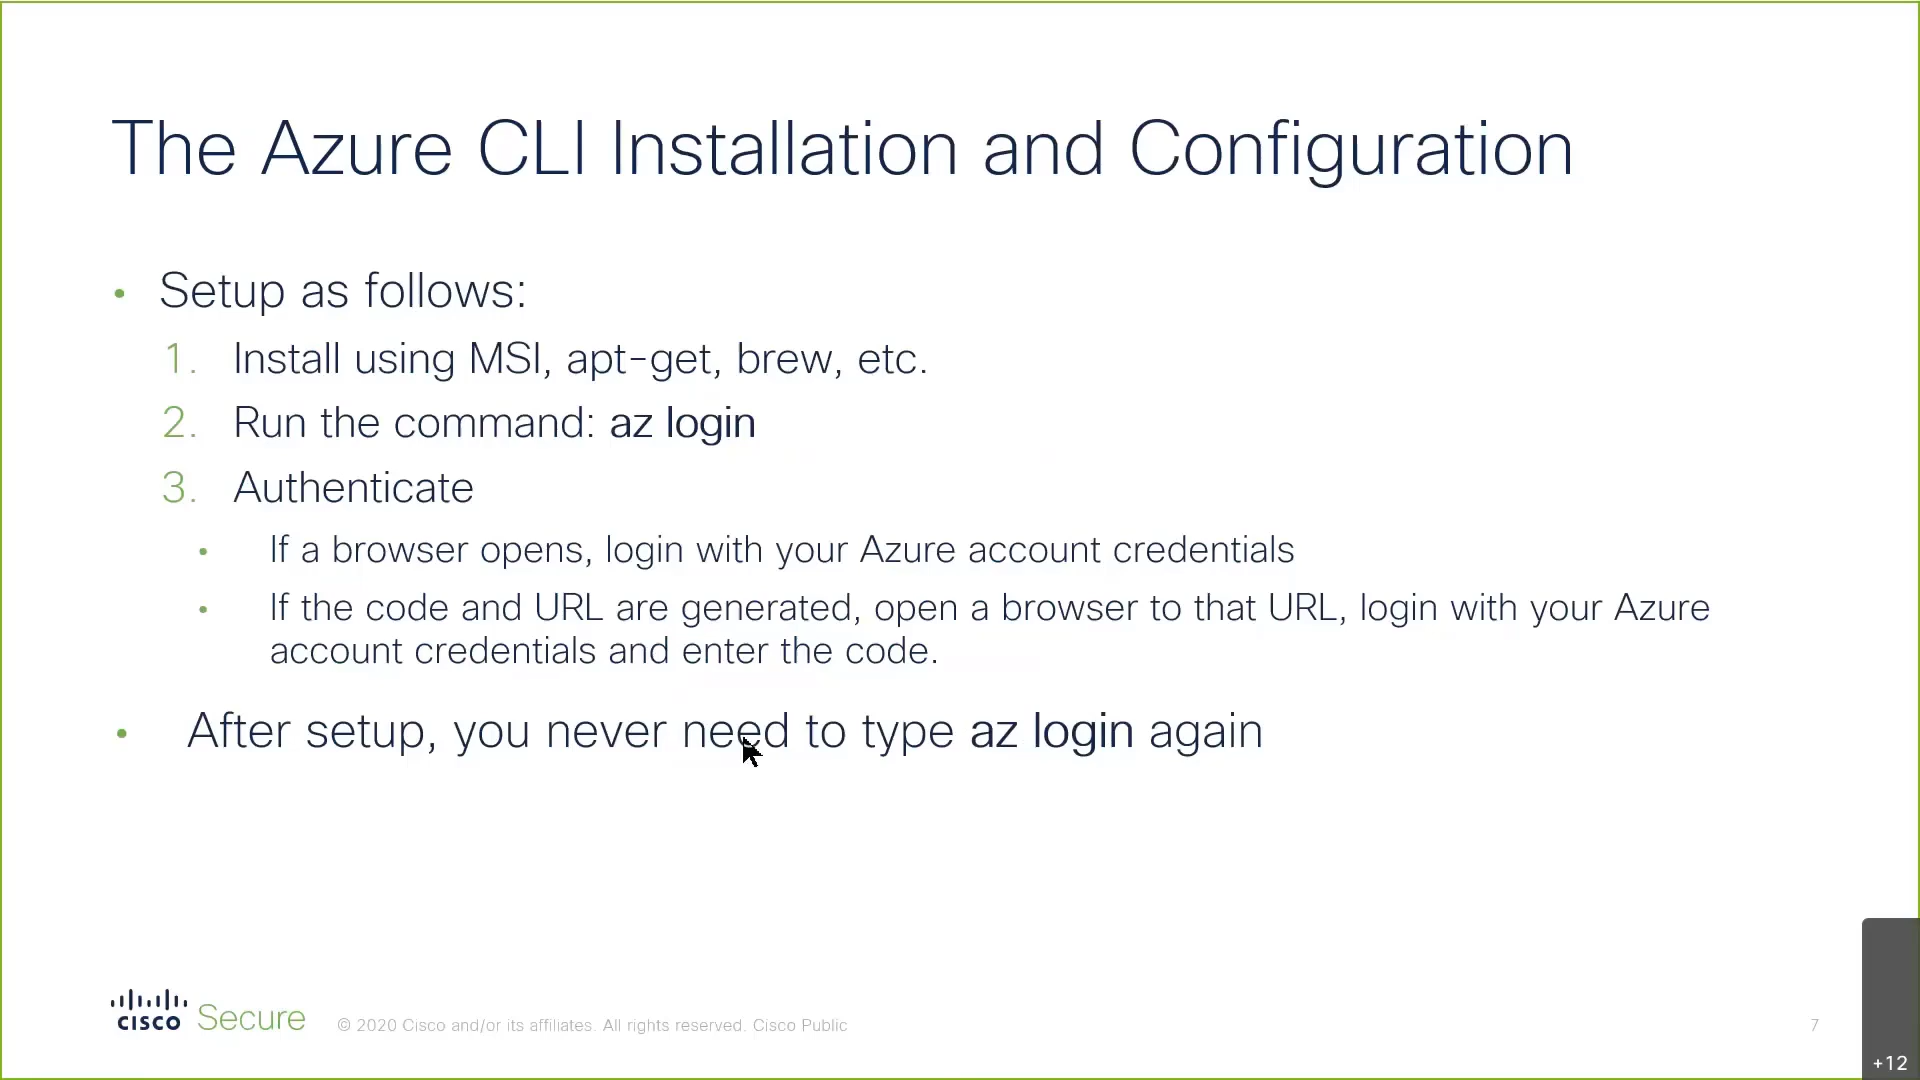 The Azure CLI Installation and Configuration
• Setup as follows:
1. Install using MSI, apt-get, brew, etc.
2. Run the command: az login
3. Authenticate
• If a browser opens, login with your Azure account credentials
• If the code and URL are generated, open a browser to that URL, login with your Azure
account credentials and enter the code.
• After setup, you never need to type az login again
CISCO Secure © 2020 Cisco and/or its affiliates. All rights reserved. Cisco Public 7
+12